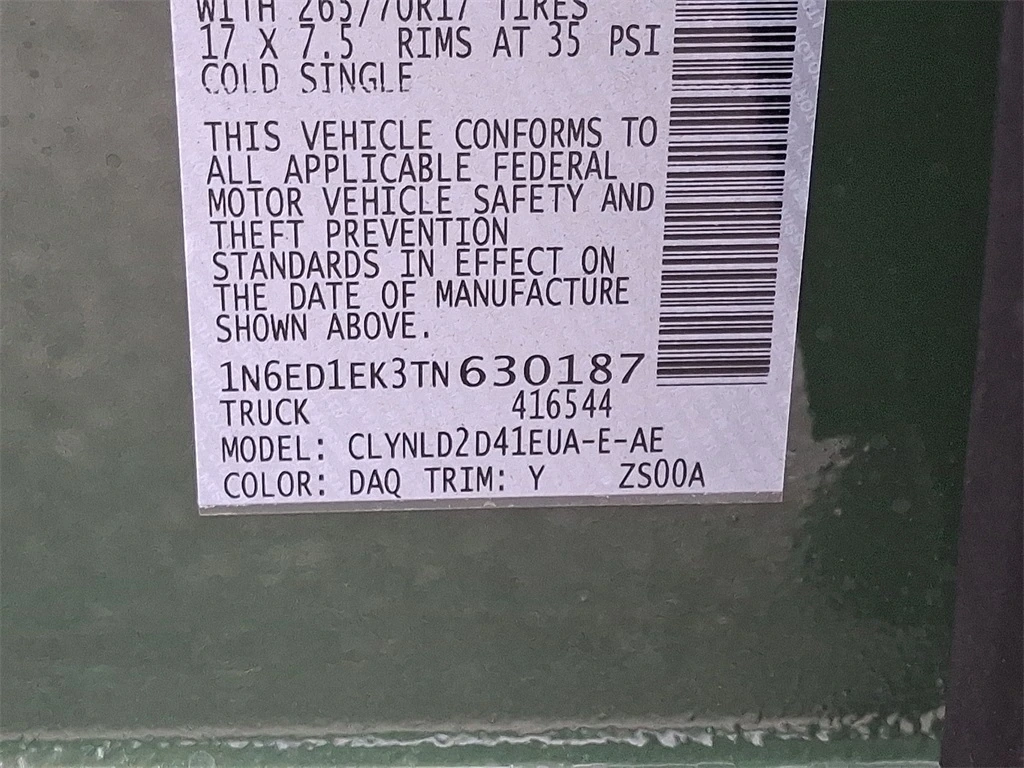 WITH 265/70R17 TIRES
17 X 7.5 RIMS AT 35 PSI
COLD SINGLE
THIS VEHICLE CONFORMS TO
ALL APPLICABLE FEDERAL
MOTOR VEHICLE SAFETY AND
THEFT PREVENTION
STANDARDS IN EFFECT ON
THE DATE OF MANUFACTURE
SHOWN ABOVE.
1N6ED1EK3TN630187
TRUCK 416544
MODEL: CLYNLD2D41EUA-E-AE
COLOR: DAQ TRIM: Y ZS00A